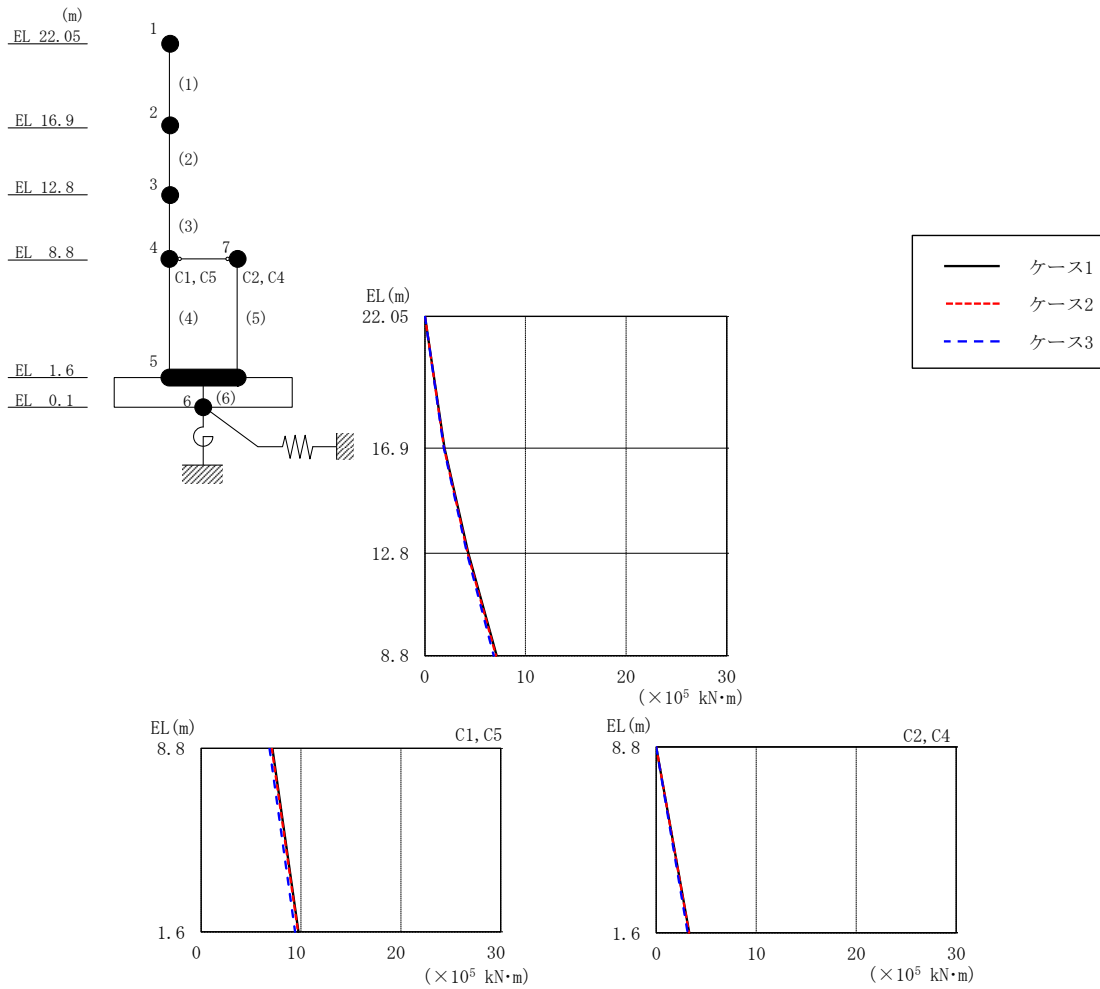 (m)
EL 22.05
1
(1)
EL 16.9
2
(2)
EL 12.8
3
(3)
EL 8.8
4
7
C1, C5
C2, C4
(4)
(5)
EL 1.6
5
EL 0.1
6
(6)
ケース1
ケース2
ケース3
EL(m)
22.05
16.9
12.8
8.8
0
10
20
30
(×10⁵ kN・m)
EL(m)
C1, C5
8.8
1.6
0
10
20
30
(×10⁵ kN・m)
EL(m)
C2, C4
8.8
1.6
0
10
20
30
(×10⁵ kN・m)